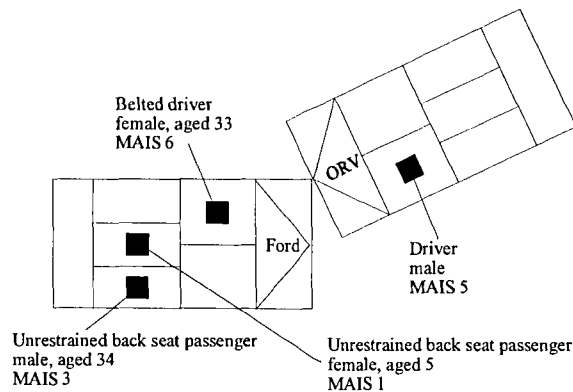 Belted driver
female, aged 33
MAIS 6
ORV
Ford
Driver
male
MAIS 5
Unrestrained back seat passenger
male, aged 34
MAIS 3
Unrestrained back seat passenger
female, aged 5
MAIS 1